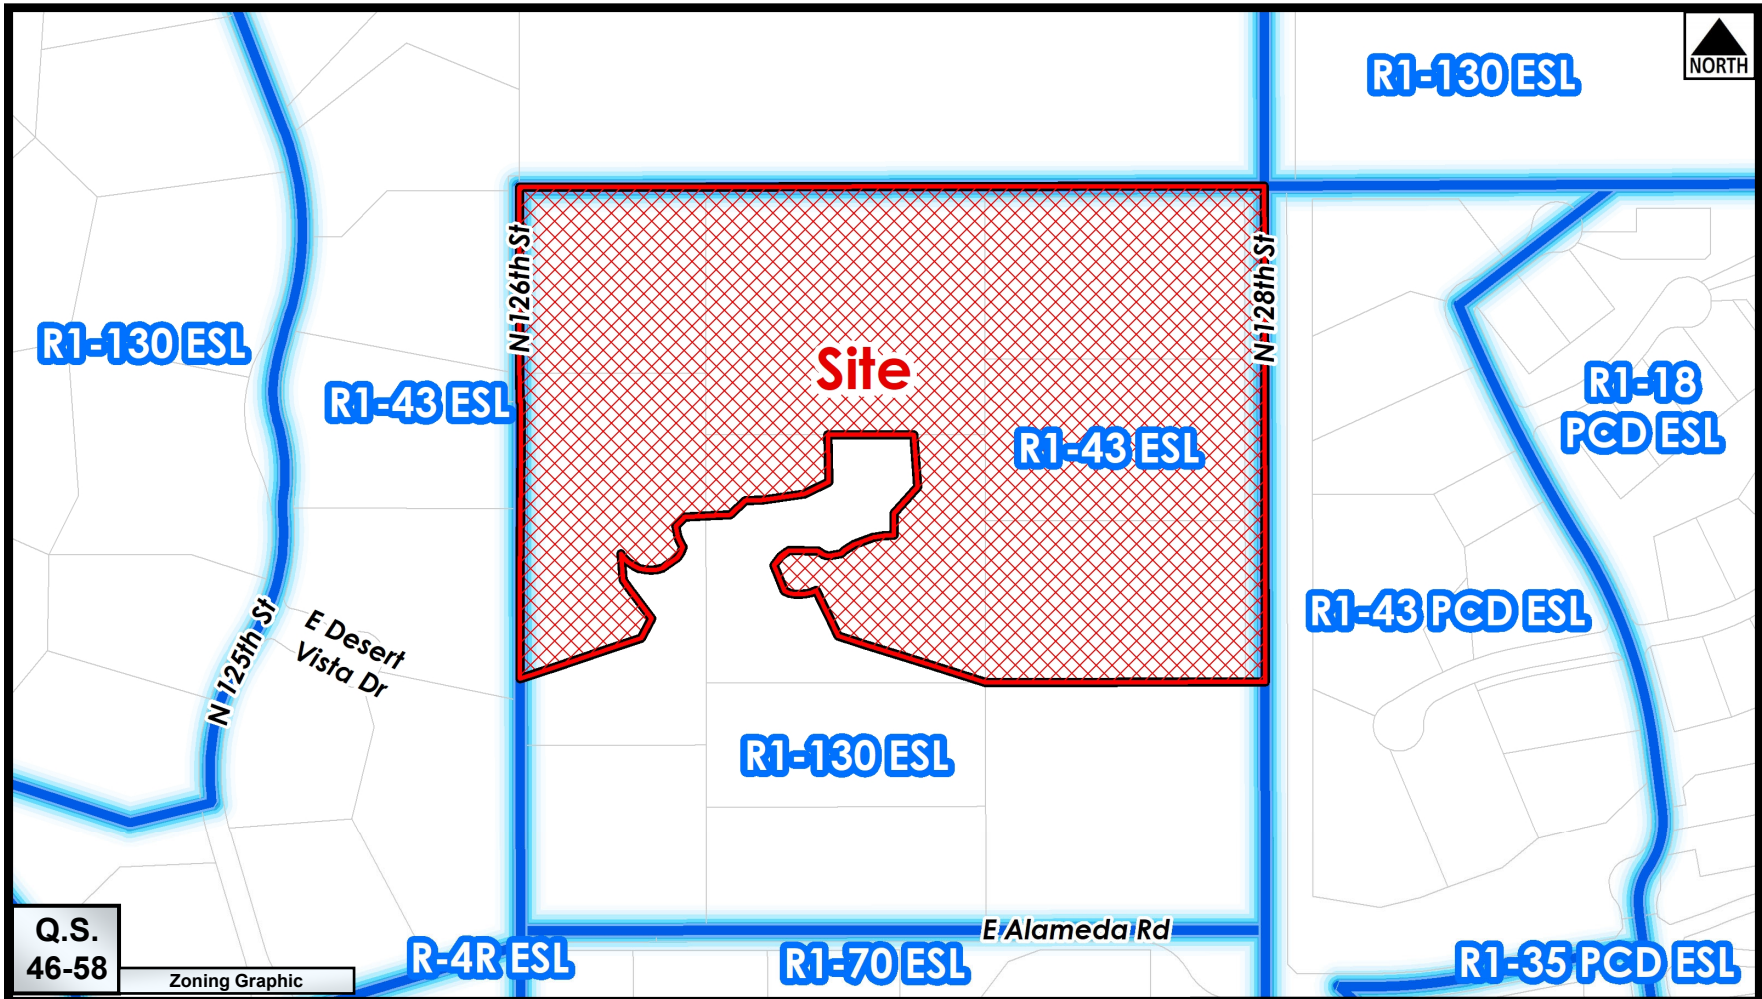 R1-130 ESL
NORTH
N 126th St
N 128th St
R1-130 ESL
Site
R1-43 ESL
R1-18
PCD ESL
R1-43 ESL
N 125th St
E Desert
Vista Dr
R1-43 PCD ESL
R1-130 ESL
E Alameda Rd
Q.S.
46-58
Zoning Graphic
R-4R ESL
R1-70 ESL
R1-35 PCD ESL